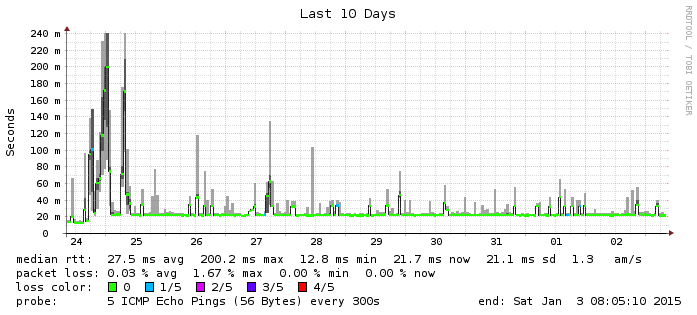 Last 10 Days
RRDTOOL / TOBI OETIKER
Seconds
240 m
220 m
200 m
180 m
160 m
140 m
120 m
100 m
80 m
60 m
40 m
20 m
0
24 25 26 27 28 29 30 31 01 02
median rtt: 27.5 ms avg 200.2 ms max 12.8 ms min 21.7 ms now 21.1 ms sd 1.3 am/s
packet loss: 0.03 % avg 1.67 % max 0.00 % min 0.00 % now
loss color: 0 1/5 2/5 3/5 4/5
probe: 5 ICMP Echo Pings (56 Bytes) every 300s end: Sat Jan 3 08:05:10 2015